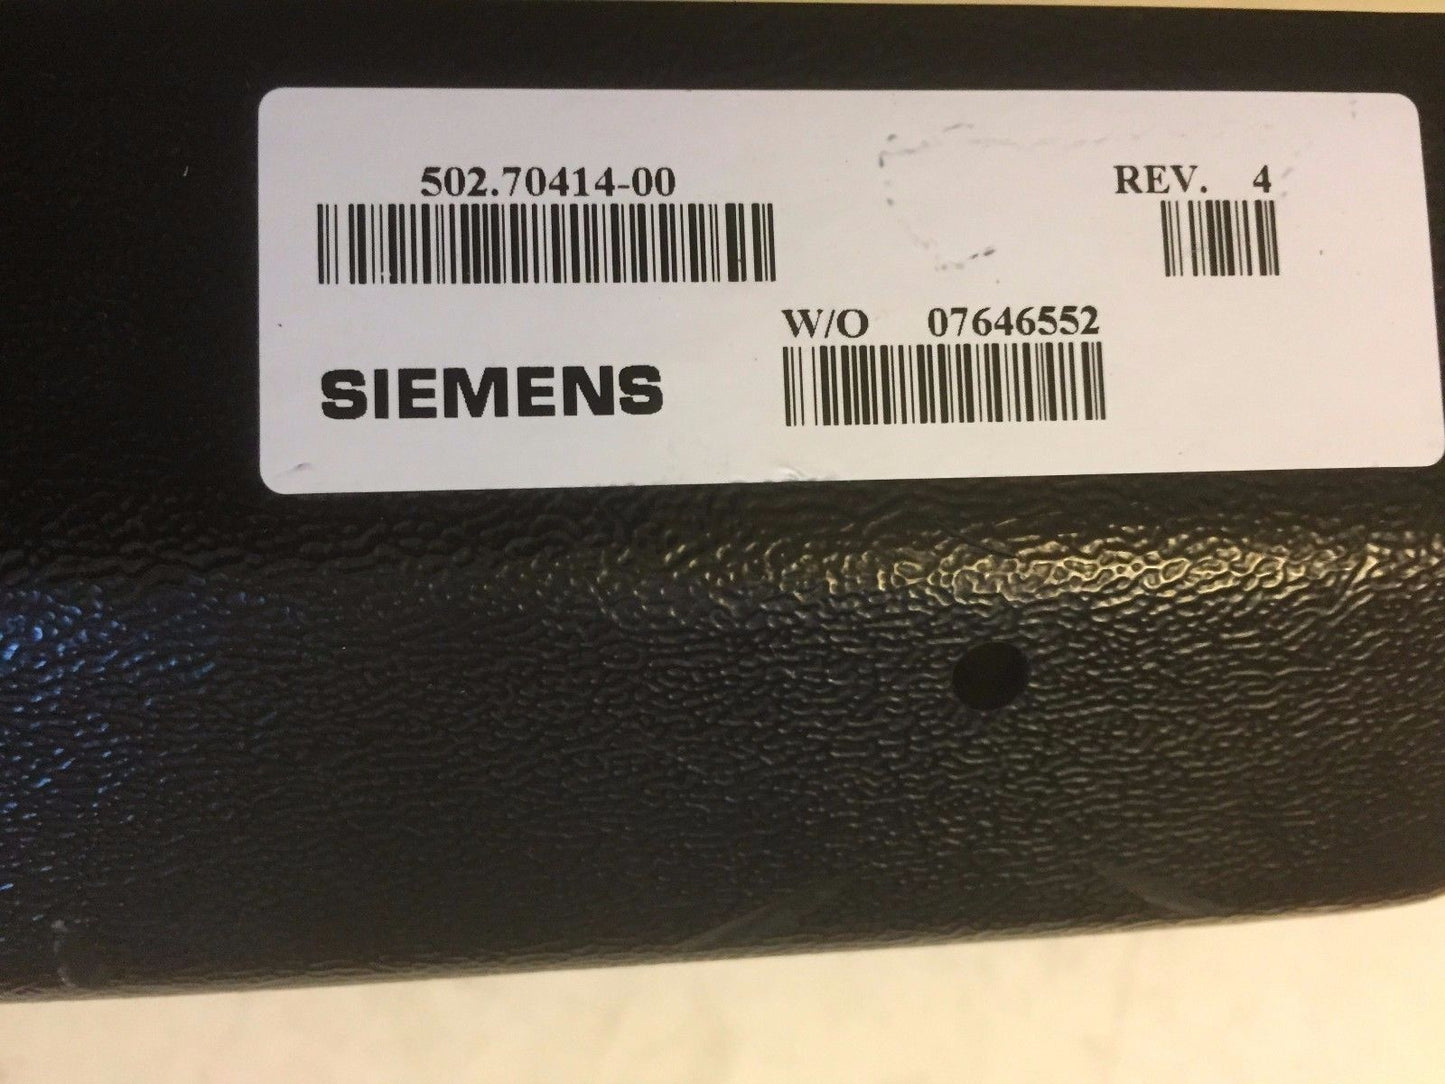 502.70414-00
REV. 4
W/O 07646552
SIEMENS